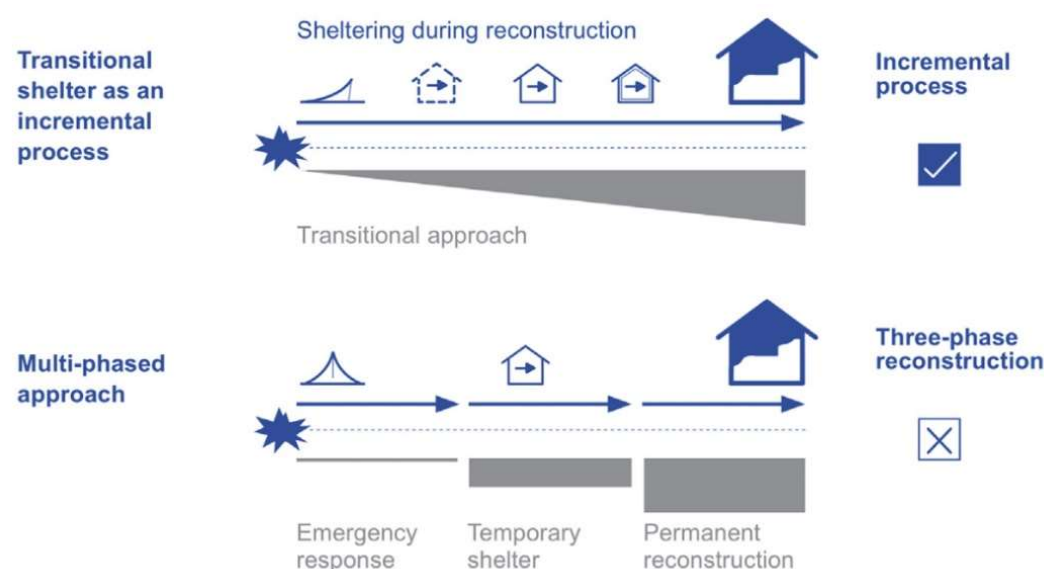 Transitional
shelter as an
incremental
process
Sheltering during reconstruction
Incremental
process
Transitional approach
Multi-phased
approach
Three-phase
reconstruction
Emergency
response
Temporary
shelter
Permanent
reconstruction